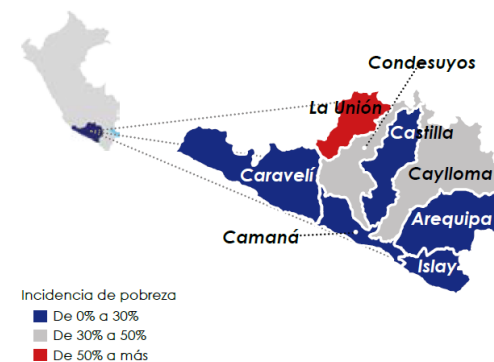 Condesuyos
La Unión
Castilla
Caravelí
Caylloma
Arequipa
Camaná
Islay
Incidencia de pobreza
De 0% a 30%
De 30% a 50%
De 50% a más